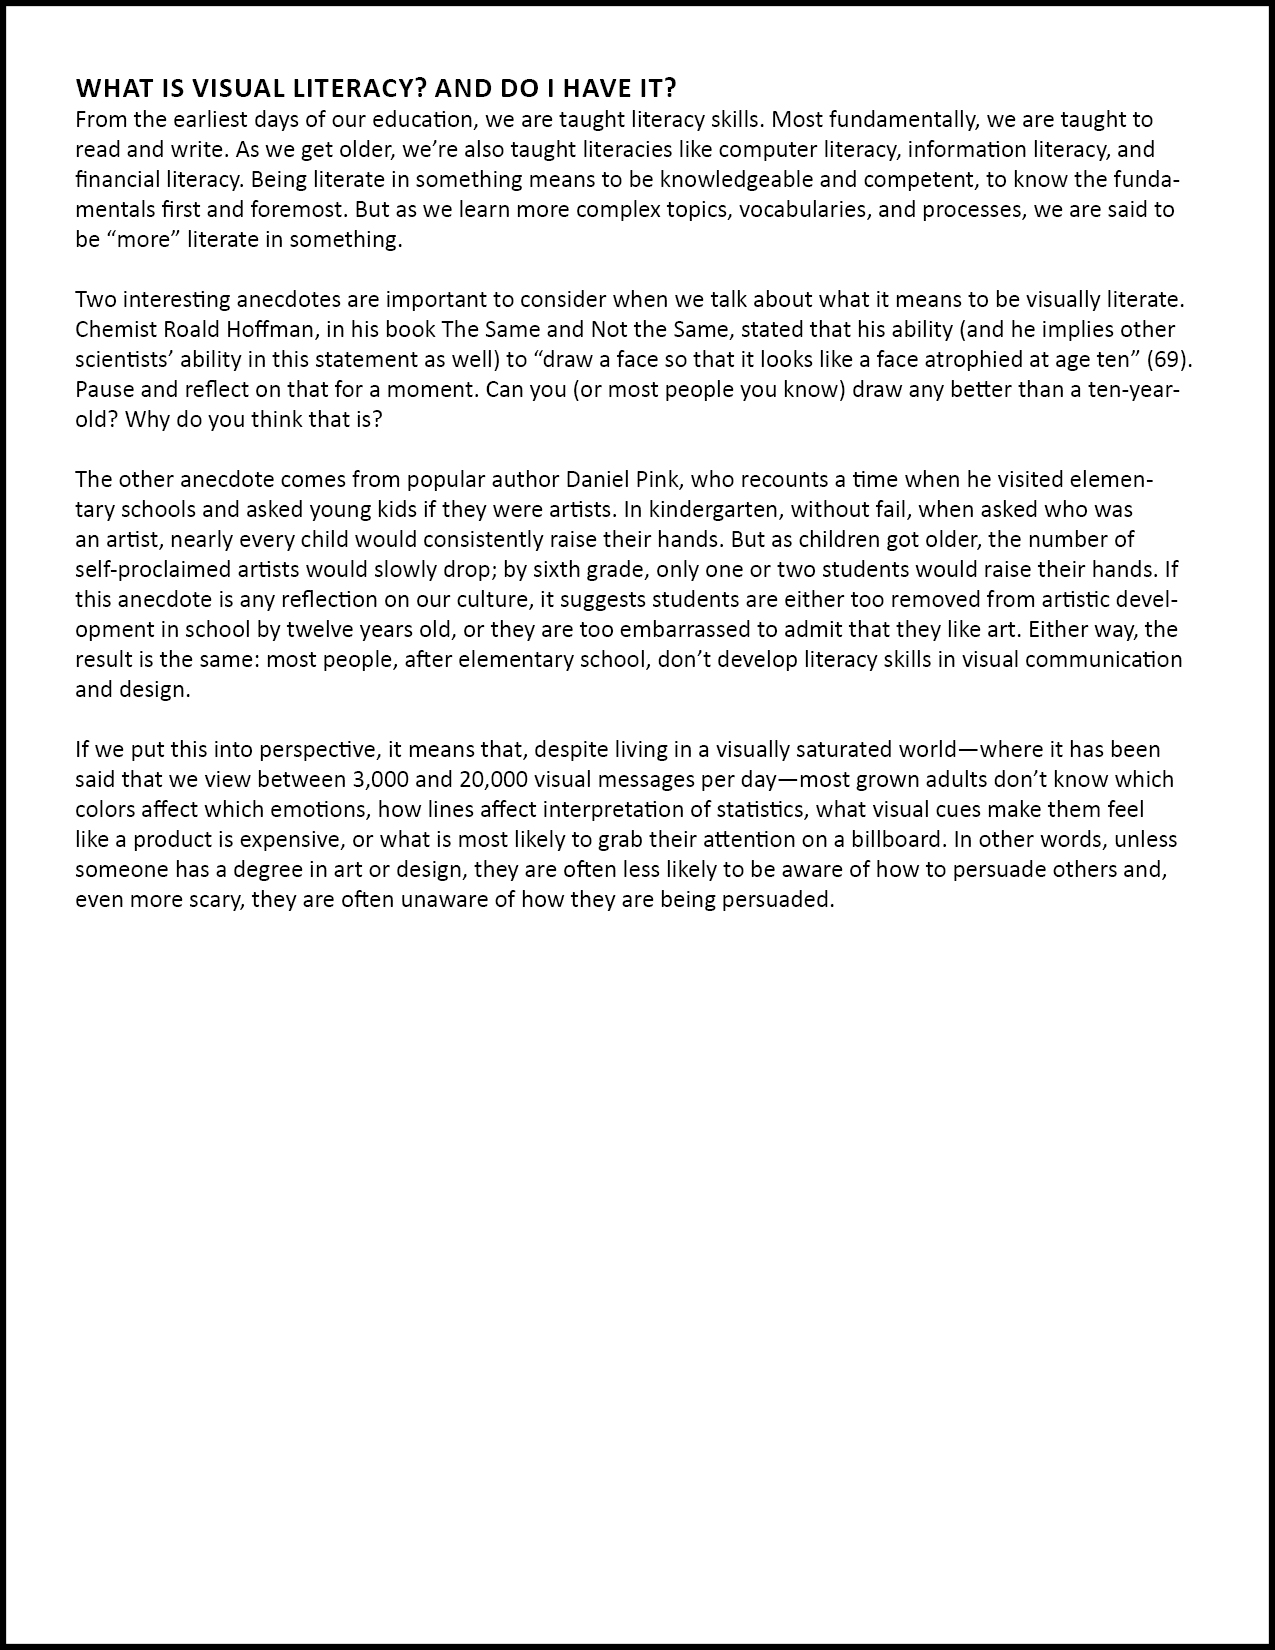 WHAT IS VISUAL LITERACY? AND DO I HAVE IT?
From the earliest days of our education, we are taught literacy skills. Most fundamentally, we are taught to
read and write. As we get older, we’re also taught literacies like computer literacy, information literacy, and
financial literacy. Being literate in something means to be knowledgeable and competent, to know the funda-
mentals first and foremost. But as we learn more complex topics, vocabularies, and processes, we are said to
be “more” literate in something.

Two interesting anecdotes are important to consider when we talk about what it means to be visually literate.
Chemist Roald Hoffman, in his book The Same and Not the Same, stated that his ability (and he implies other
scientists’ ability in this statement as well) to “draw a face so that it looks like a face atrophied at age ten” (69).
Pause and reflect on that for a moment. Can you (or most people you know) draw any better than a ten-year-
old? Why do you think that is?

The other anecdote comes from popular author Daniel Pink, who recounts a time when he visited elemen-
tary schools and asked young kids if they were artists. In kindergarten, without fail, when asked who was
an artist, nearly every child would consistently raise their hands. But as children got older, the number of
self-proclaimed artists would slowly drop; by sixth grade, only one or two students would raise their hands. If
this anecdote is any reflection on our culture, it suggests students are either too removed from artistic devel-
opment in school by twelve years old, or they are too embarrassed to admit that they like art. Either way, the
result is the same: most people, after elementary school, don’t develop literacy skills in visual communication
and design.

If we put this into perspective, it means that, despite living in a visually saturated world—where it has been
said that we view between 3,000 and 20,000 visual messages per day—most grown adults don’t know which
colors affect which emotions, how lines affect interpretation of statistics, what visual cues make them feel
like a product is expensive, or what is most likely to grab their attention on a billboard. In other words, unless
someone has a degree in art or design, they are often less likely to be aware of how to persuade others and,
even more scary, they are often unaware of how they are being persuaded.